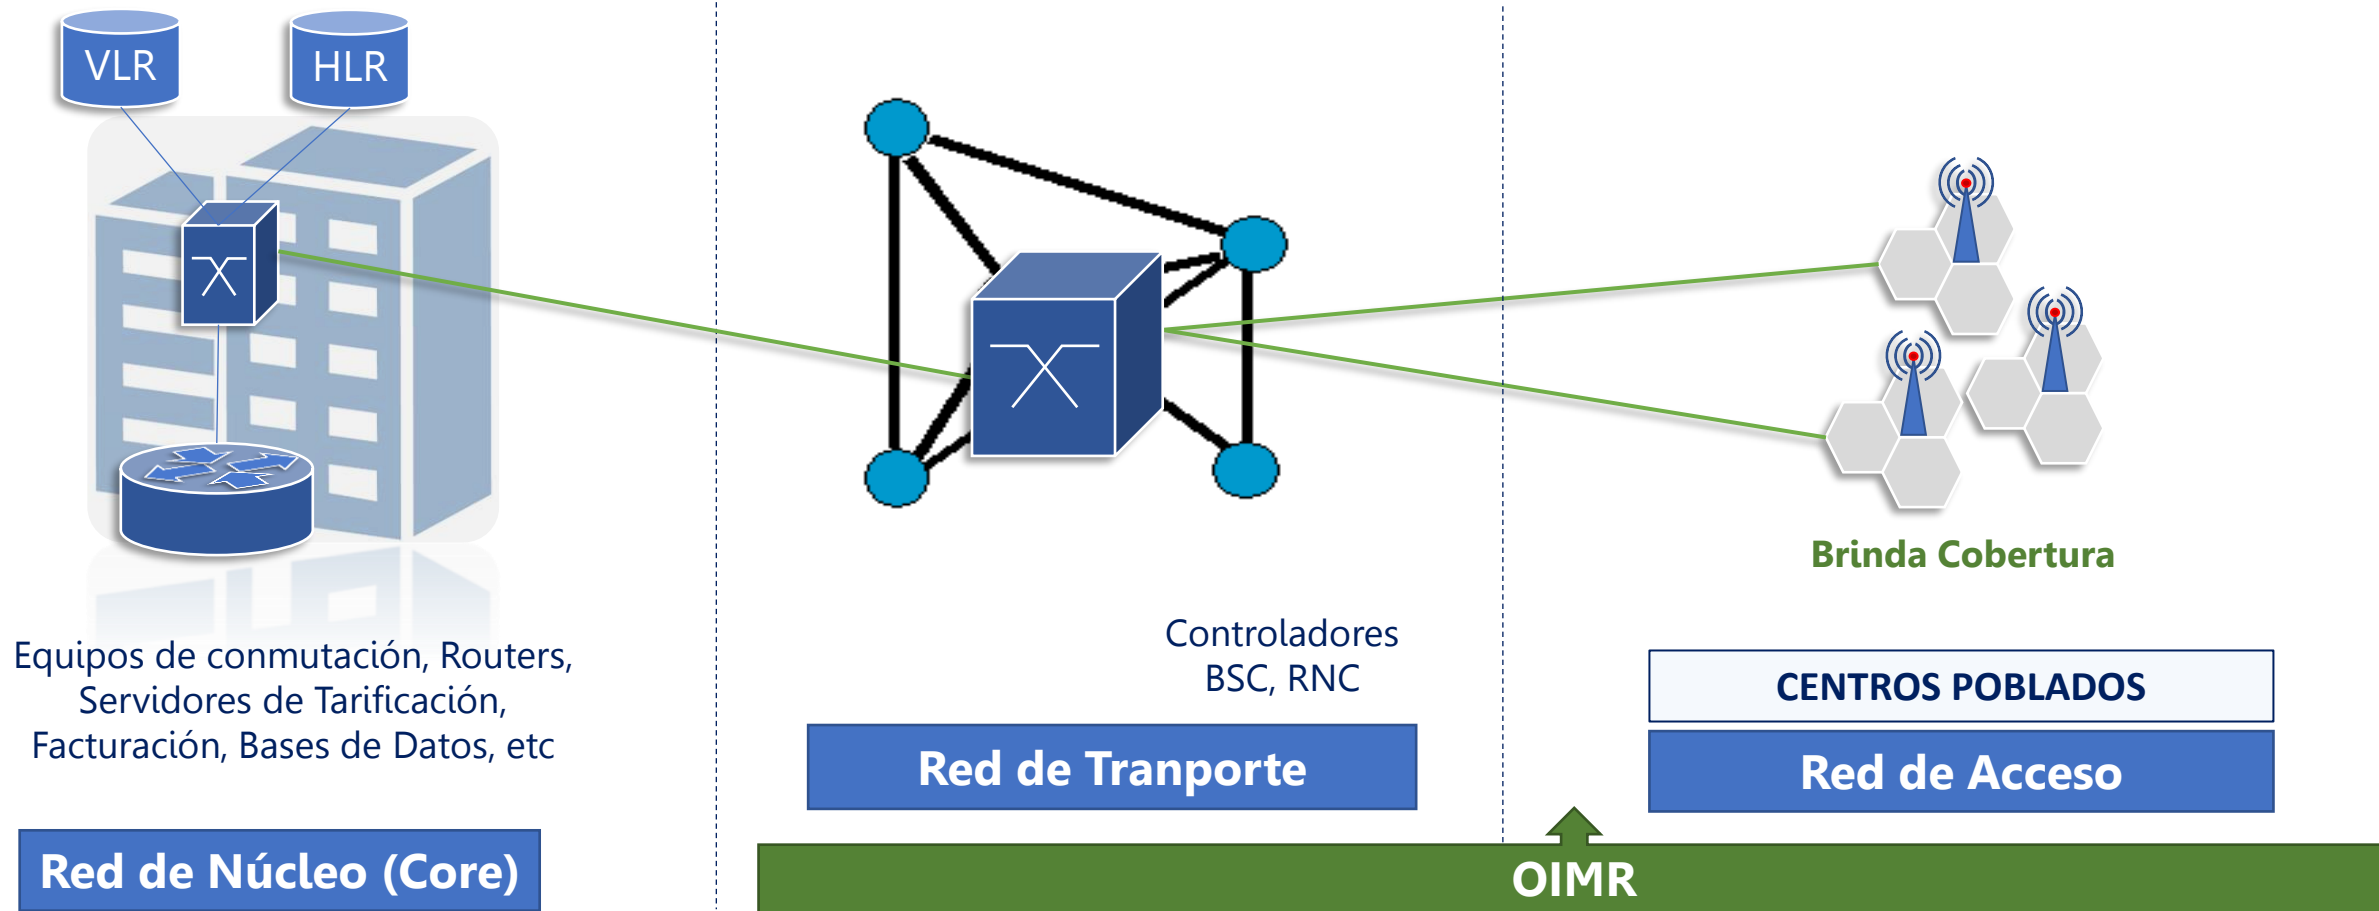 VLR
HLR
Equipos de conmutación, Routers,
Servidores de Tarificación,
Facturación, Bases de Datos, etc
Red de Núcleo (Core)
Controladores
BSC, RNC
Red de Tranporte
Brinda Cobertura
CENTROS POBLADOS
Red de Acceso
OIMR